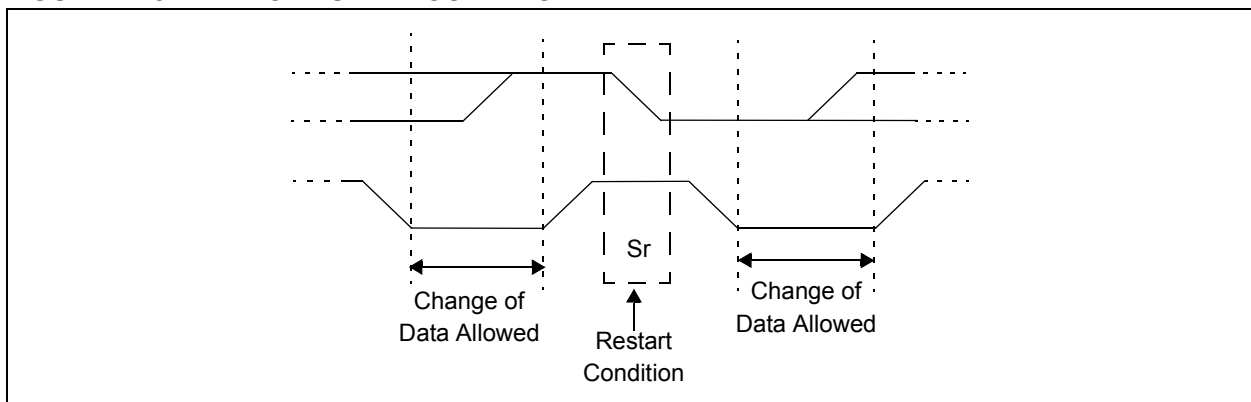 Sr
Change of
Data Allowed
Restart
Condition
Change of
Data Allowed